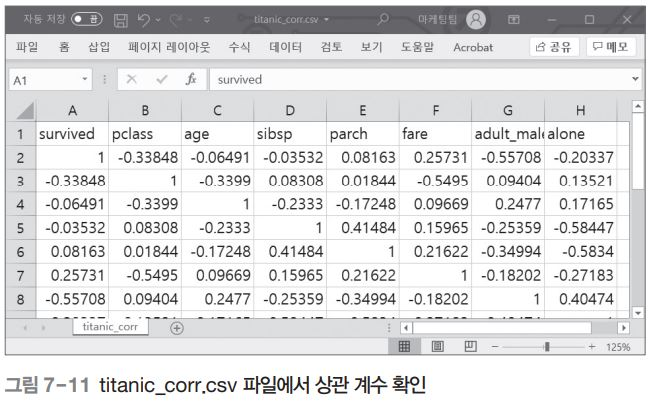 자동 저장 끔 titanic_corr.csv 마케팅팀
파일 홈 삽입 페이지 레이아웃 수식 데이터 검토 보기 도움말 Acrobat 공유 메모
A1 fx survived
A B C D E F G H
1 survived pclass age sibsp parch fare adult_male alone
2 1 -0.33848 -0.06491 -0.03532 0.08163 0.25731 -0.55708 -0.20337
3 -0.33848 1 -0.3399 0.08308 0.01844 -0.5495 0.09404 0.13521
4 -0.06491 -0.3399 1 -0.2333 -0.17248 0.09669 0.2477 0.17165
5 -0.03532 0.08308 -0.2333 1 0.41484 0.15965 -0.25359 -0.58447
6 0.08163 0.01844 -0.17248 0.41484 1 0.21622 -0.34994 -0.5834
7 0.25731 -0.5495 0.09669 0.15965 0.21622 1 -0.18202 -0.27183
8 -0.55708 0.09404 0.2477 -0.25359 -0.34994 -0.18202 1 0.40474
titanic_corr
125%
그림 7-11 titanic_corr.csv 파일에서 상관 계수 확인